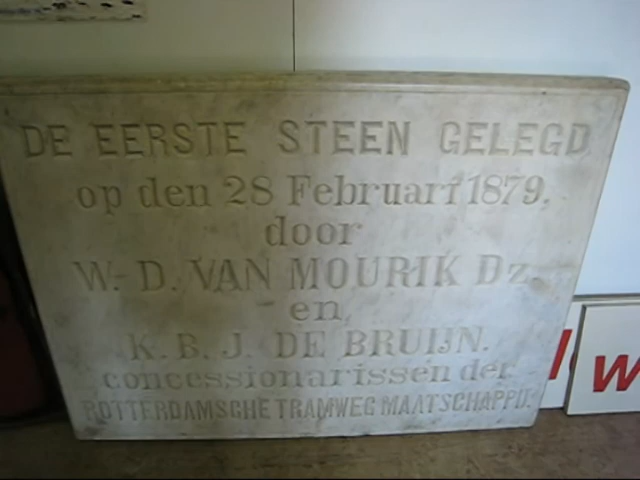 DE EERSTE STEEN GELEGD
op den 28 Februari 1879.
door
W. D. VAN MOURIK Dz.
en
K. B. J. DE BRUIJN.
concessionarissen der
ROTTERDAMSCHE TRAMWEG MAATSCHAPPIJ.
w